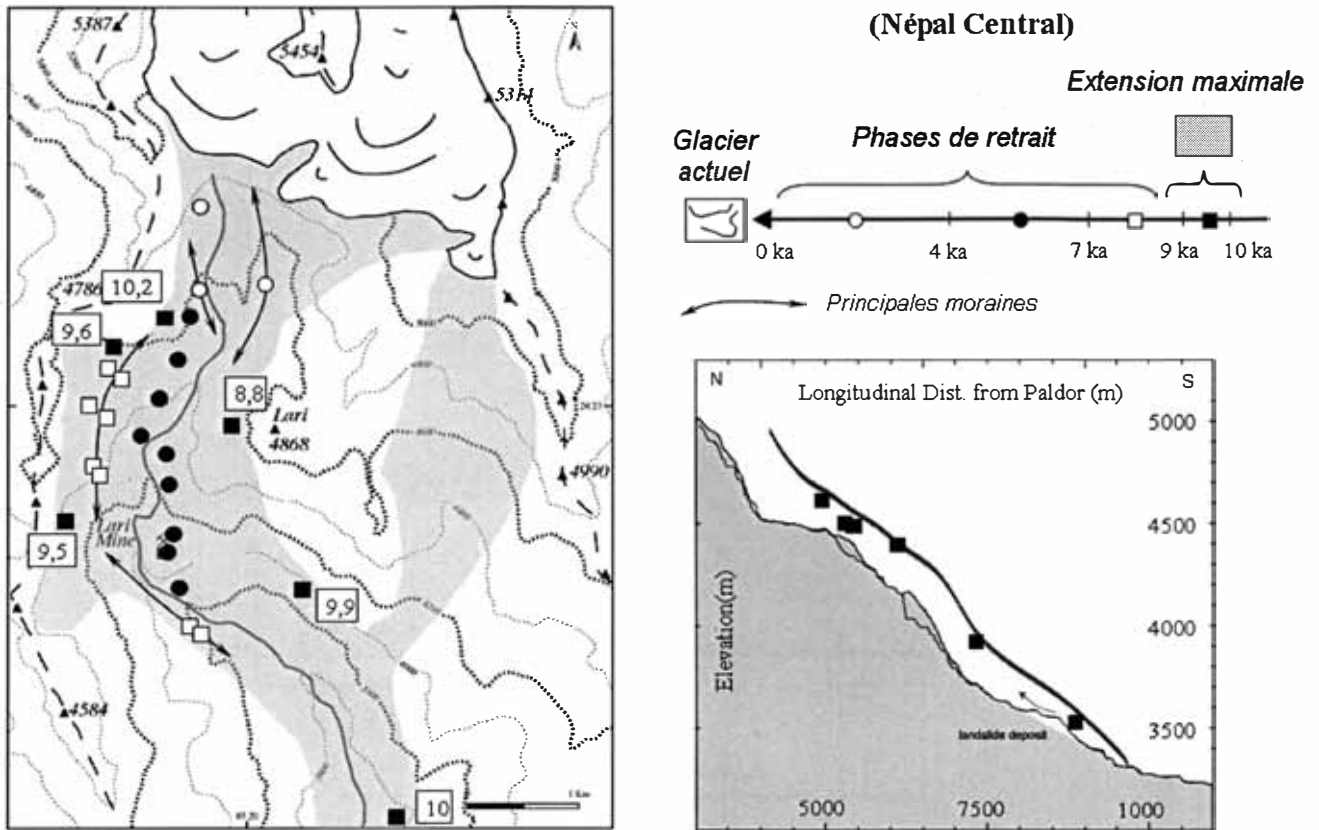 5387
5454
5314
4786
10,2
9,6
8,8
Lari
4868
4990
9,5
Lari
Mine
9,9
4584
10
1 Km
(Népal Central)
Extension maximale
Glacier
actuel
Phases de retrait
0 ka
4 ka
7 ka
9 ka
10 ka
Principales moraines
N
Longitudinal Dist. from Paldor (m)
S
5000
4500
4000
3500
Elevation(m)
landslide deposit
5000
7500
1000